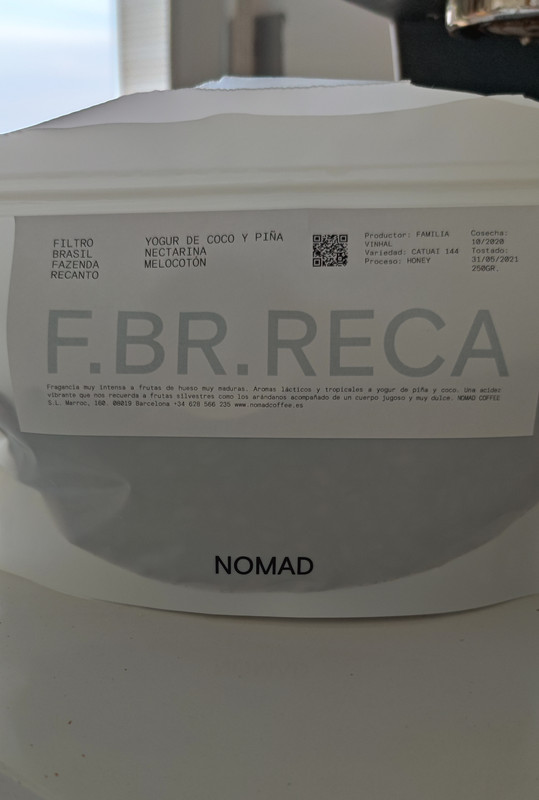 FILTRO
BRASIL
FAZENDA
RECANTO
YOGUR DE COCO Y PIÑA
NECTARINA
MELOCOTÓN
Productor: FAMILIA
VINHAL
Variedad: CATUAI 144
Proceso: HONEY
Cosecha:
10/2020
Tostado:
31/05/2021
250GR.
F.BR.RECA
Fragancia muy intensa a frutas de hueso muy maduras. Aromas lácticos y tropicales a yogur de piña y coco. Una acidez
vibrante que nos recuerda a frutas silvestres como los arándanos acompañado de un cuerpo jugoso y muy dulce. NOMAD COFFEE
S.L. Marroc, 160. 08019 Barcelona +34 628 566 235 www.nomadcoffee.es
NOMAD